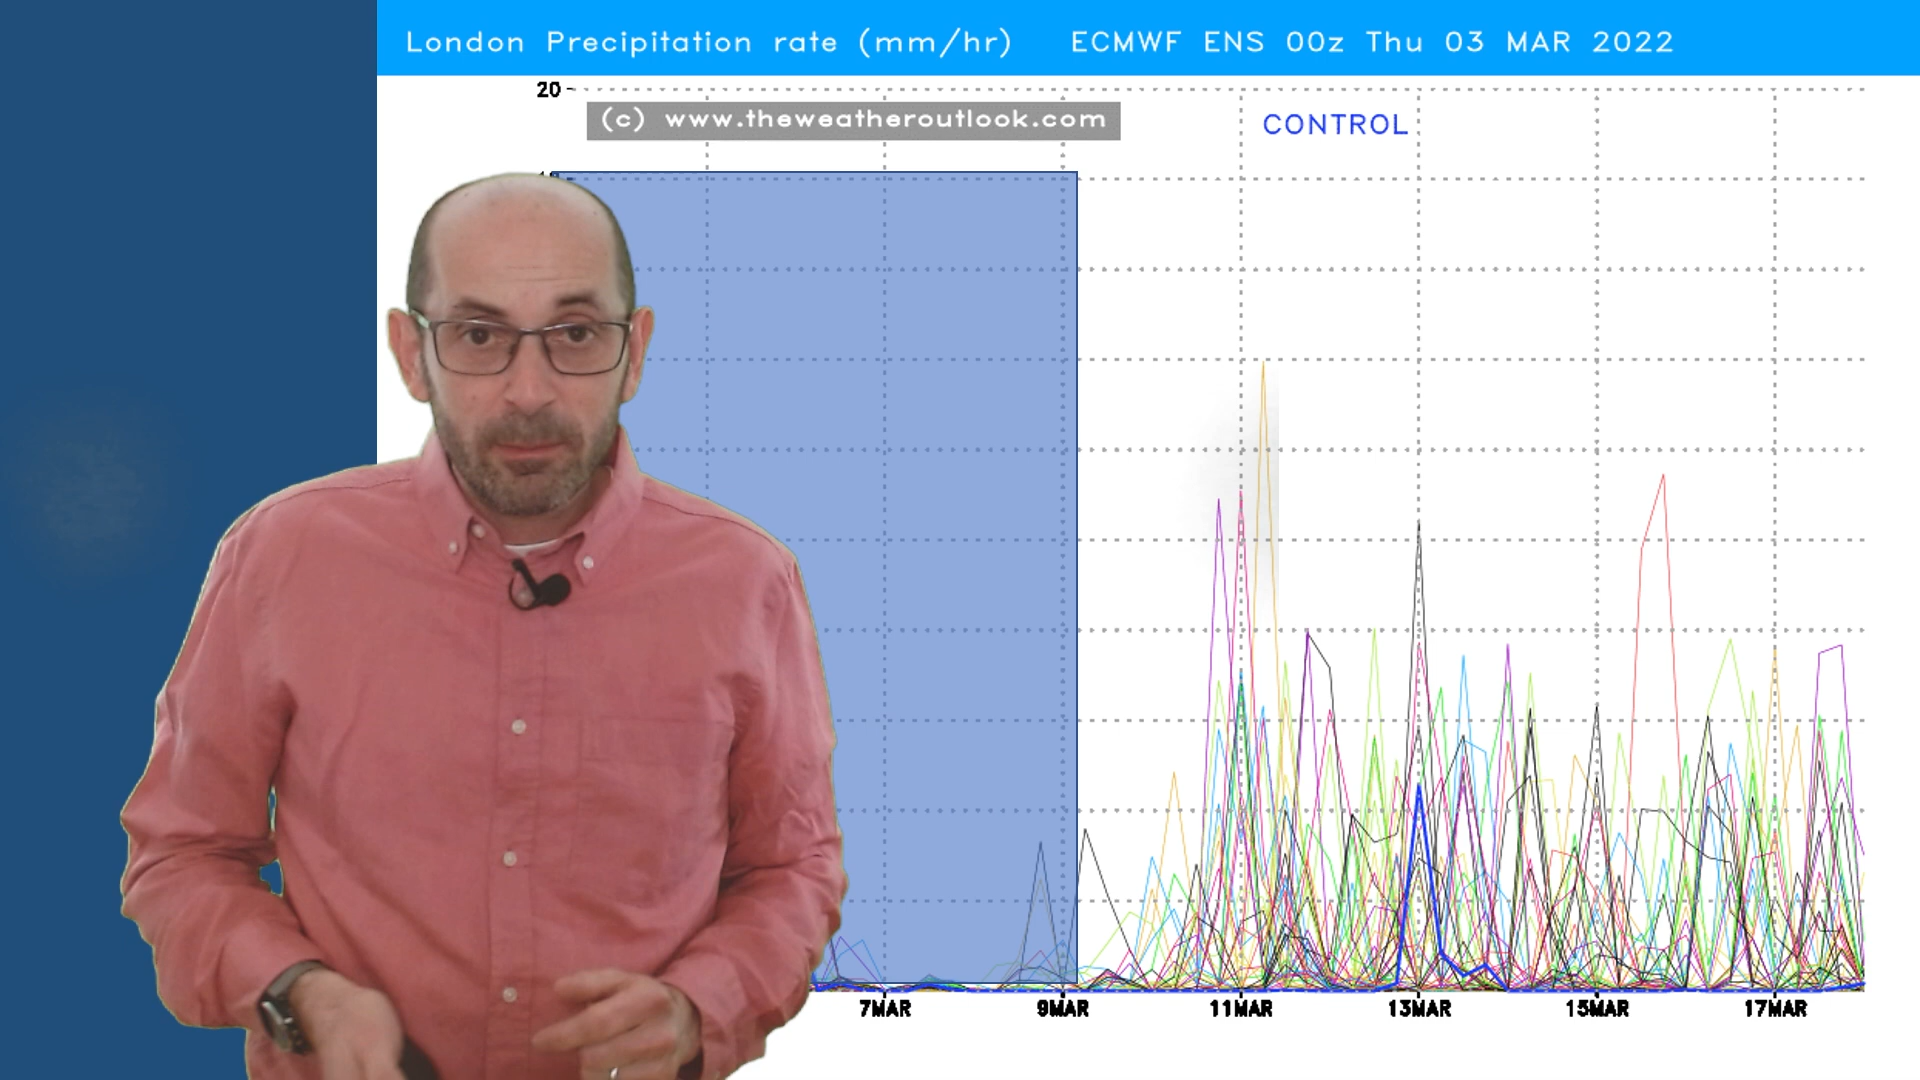 London Precipitation rate (mm/hr) ECMWF ENS 00z Thu 03 MAR 2022
20
(c) www.theweatheroutlook.com
CONTROL
7MAR 9MAR 11MAR 13MAR 15MAR 17MAR